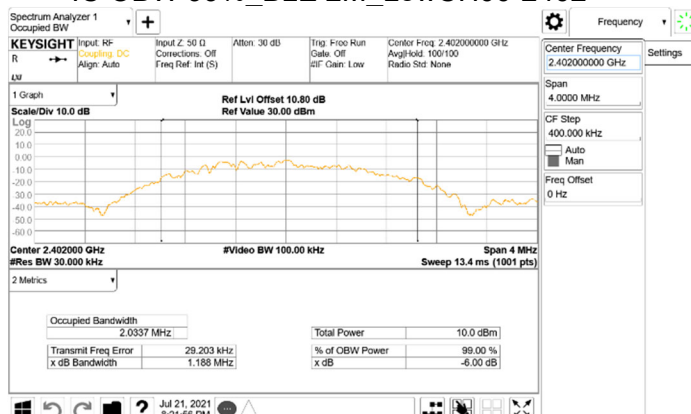 Spectrum Analyzer 1
Occupied BW
Frequency
KEYSIGHT
R
LXI
Input: RF
Coupling: DC
Align: Auto
Input Z: 50 Ω
Corrections: Off
Freq Ref: Int (S)
Atten: 30 dB
Trig: Free Run
Gate: Off
#IF Gain: Low
Center Freq: 2.402000000 GHz
Avg|Hold: 100/100
Radio Std: None
Center Frequency
2.402000000 GHz
Settings
Span
4.0000 MHz
CF Step
400.000 kHz
Auto
Man
Freq Offset
0 Hz
1 Graph
Scale/Div 10.0 dB
Ref Lvl Offset 10.80 dB
Ref Value 30.00 dBm
Log
20.0
10.0
0.00
-10.0
-20.0
-30.0
-40.0
-50.0
-60.0
Center 2.402000 GHz
#Res BW 30.000 kHz
#Video BW 100.00 kHz
Span 4 MHz
Sweep 13.4 ms (1001 pts)
2 Metrics
Occupied Bandwidth
2.0337 MHz
Transmit Freq Error 29.203 kHz
x dB Bandwidth 1.188 MHz
Total Power 10.0 dBm
% of OBW Power 99.00 %
x dB -6.00 dB
Jul 21, 2021